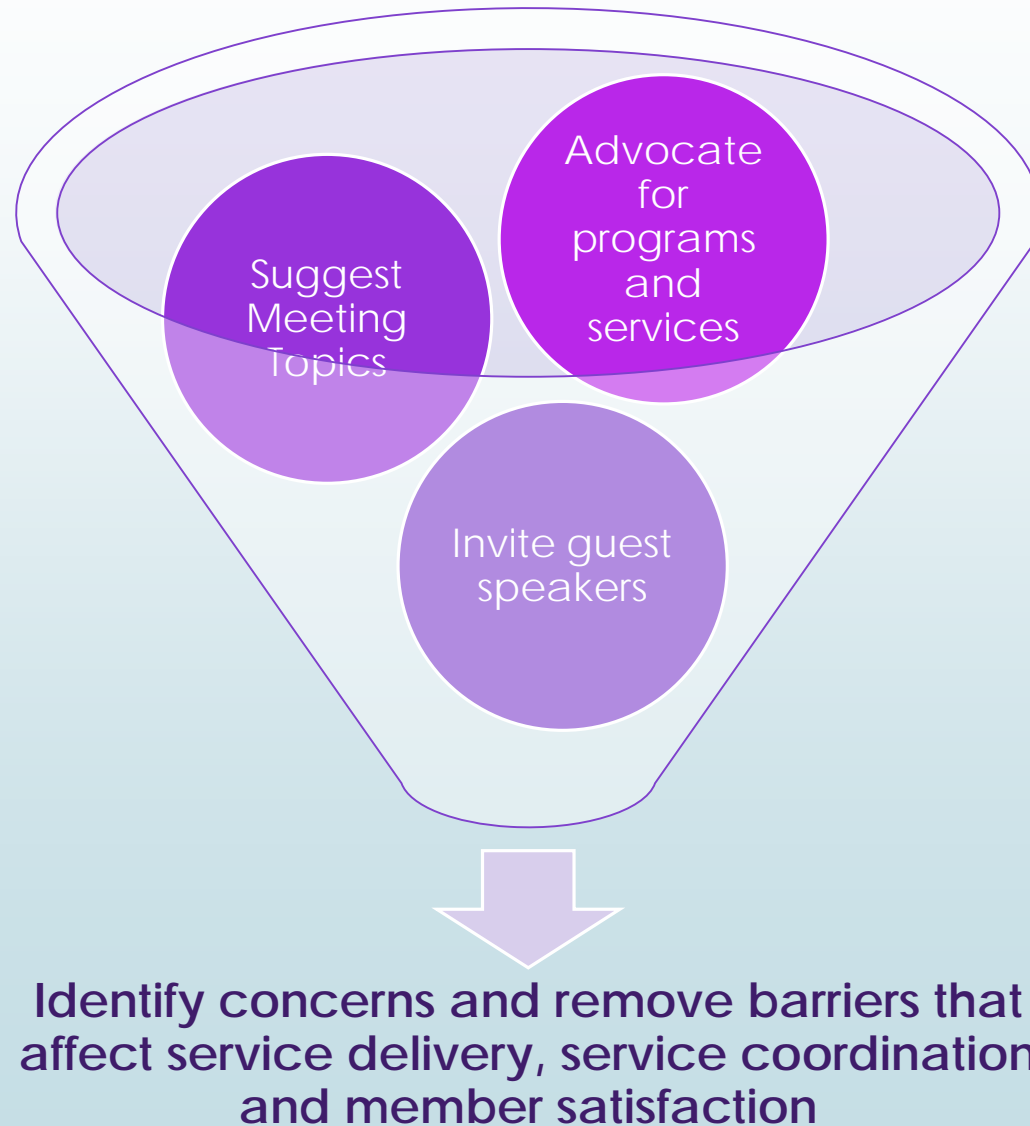 Advocate
for
programs
and
services
Suggest
Meeting
Topics
Invite guest
speakers
Identify concerns and remove barriers that
affect service delivery, service coordination
and member satisfaction